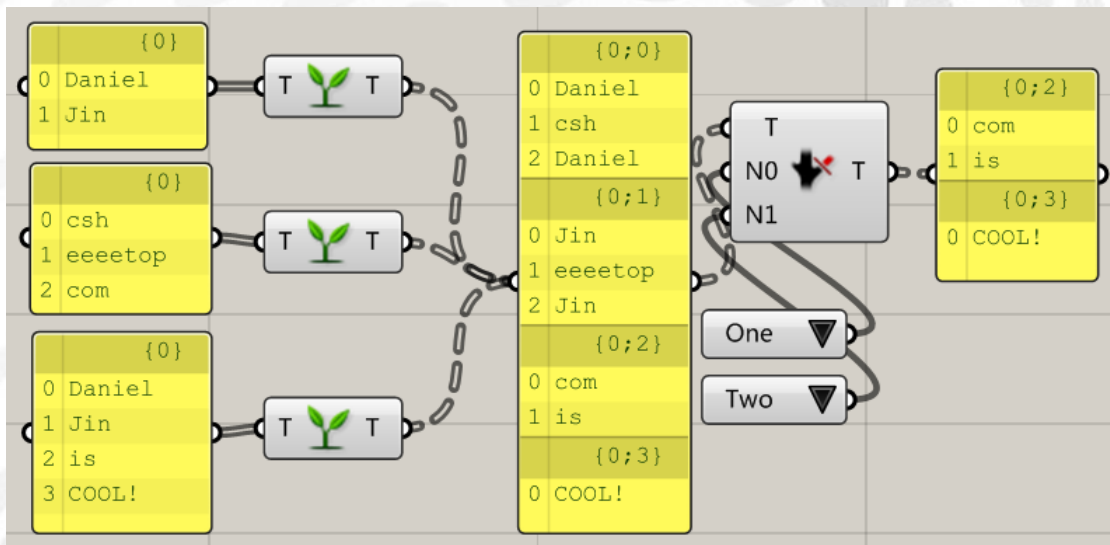 {0}
0 Daniel
1 Jin
T T
{0}
0 csh
1 eeeetop
2 com
T T
{0}
0 Daniel
1 Jin
2 is
3 COOL!
T T
{0;0}
0 Daniel
1 csh
2 Daniel
{0;1}
0 Jin
1 eeeetop
2 Jin
{0;2}
0 com
1 is
{0;3}
0 COOL!
T
N0 T
N1
One
Two
{0;2}
0 com
1 is
{0;3}
0 COOL!